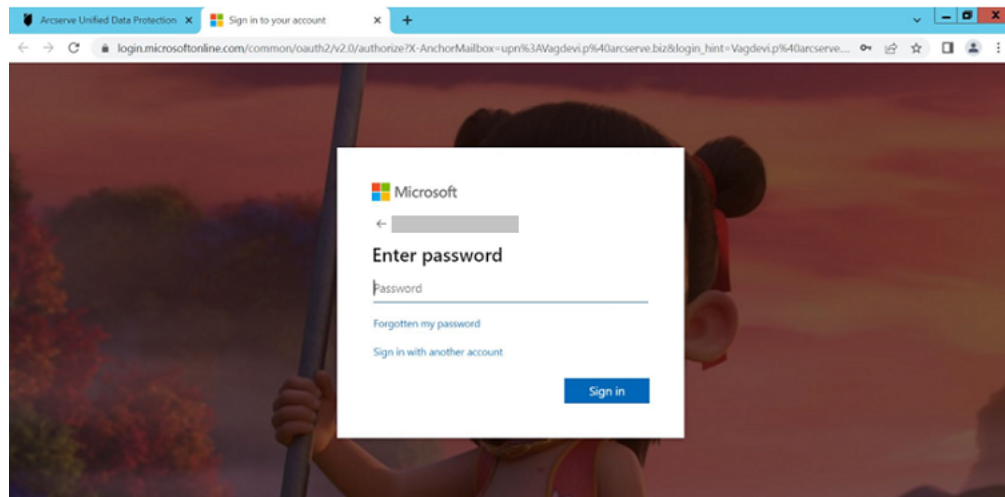 Arcserve Unified Data Protection
Sign in to your account
login.microsoftonline.com/common/oauth2/v2.0/authorize?X-AnchorMailbox=upn%3AVagdevi.p%40arcserve.biz&login_hint=Vagdevi.p%40arcserve...
Microsoft
Enter password
Password
Forgotten my password
Sign in with another account
Sign in